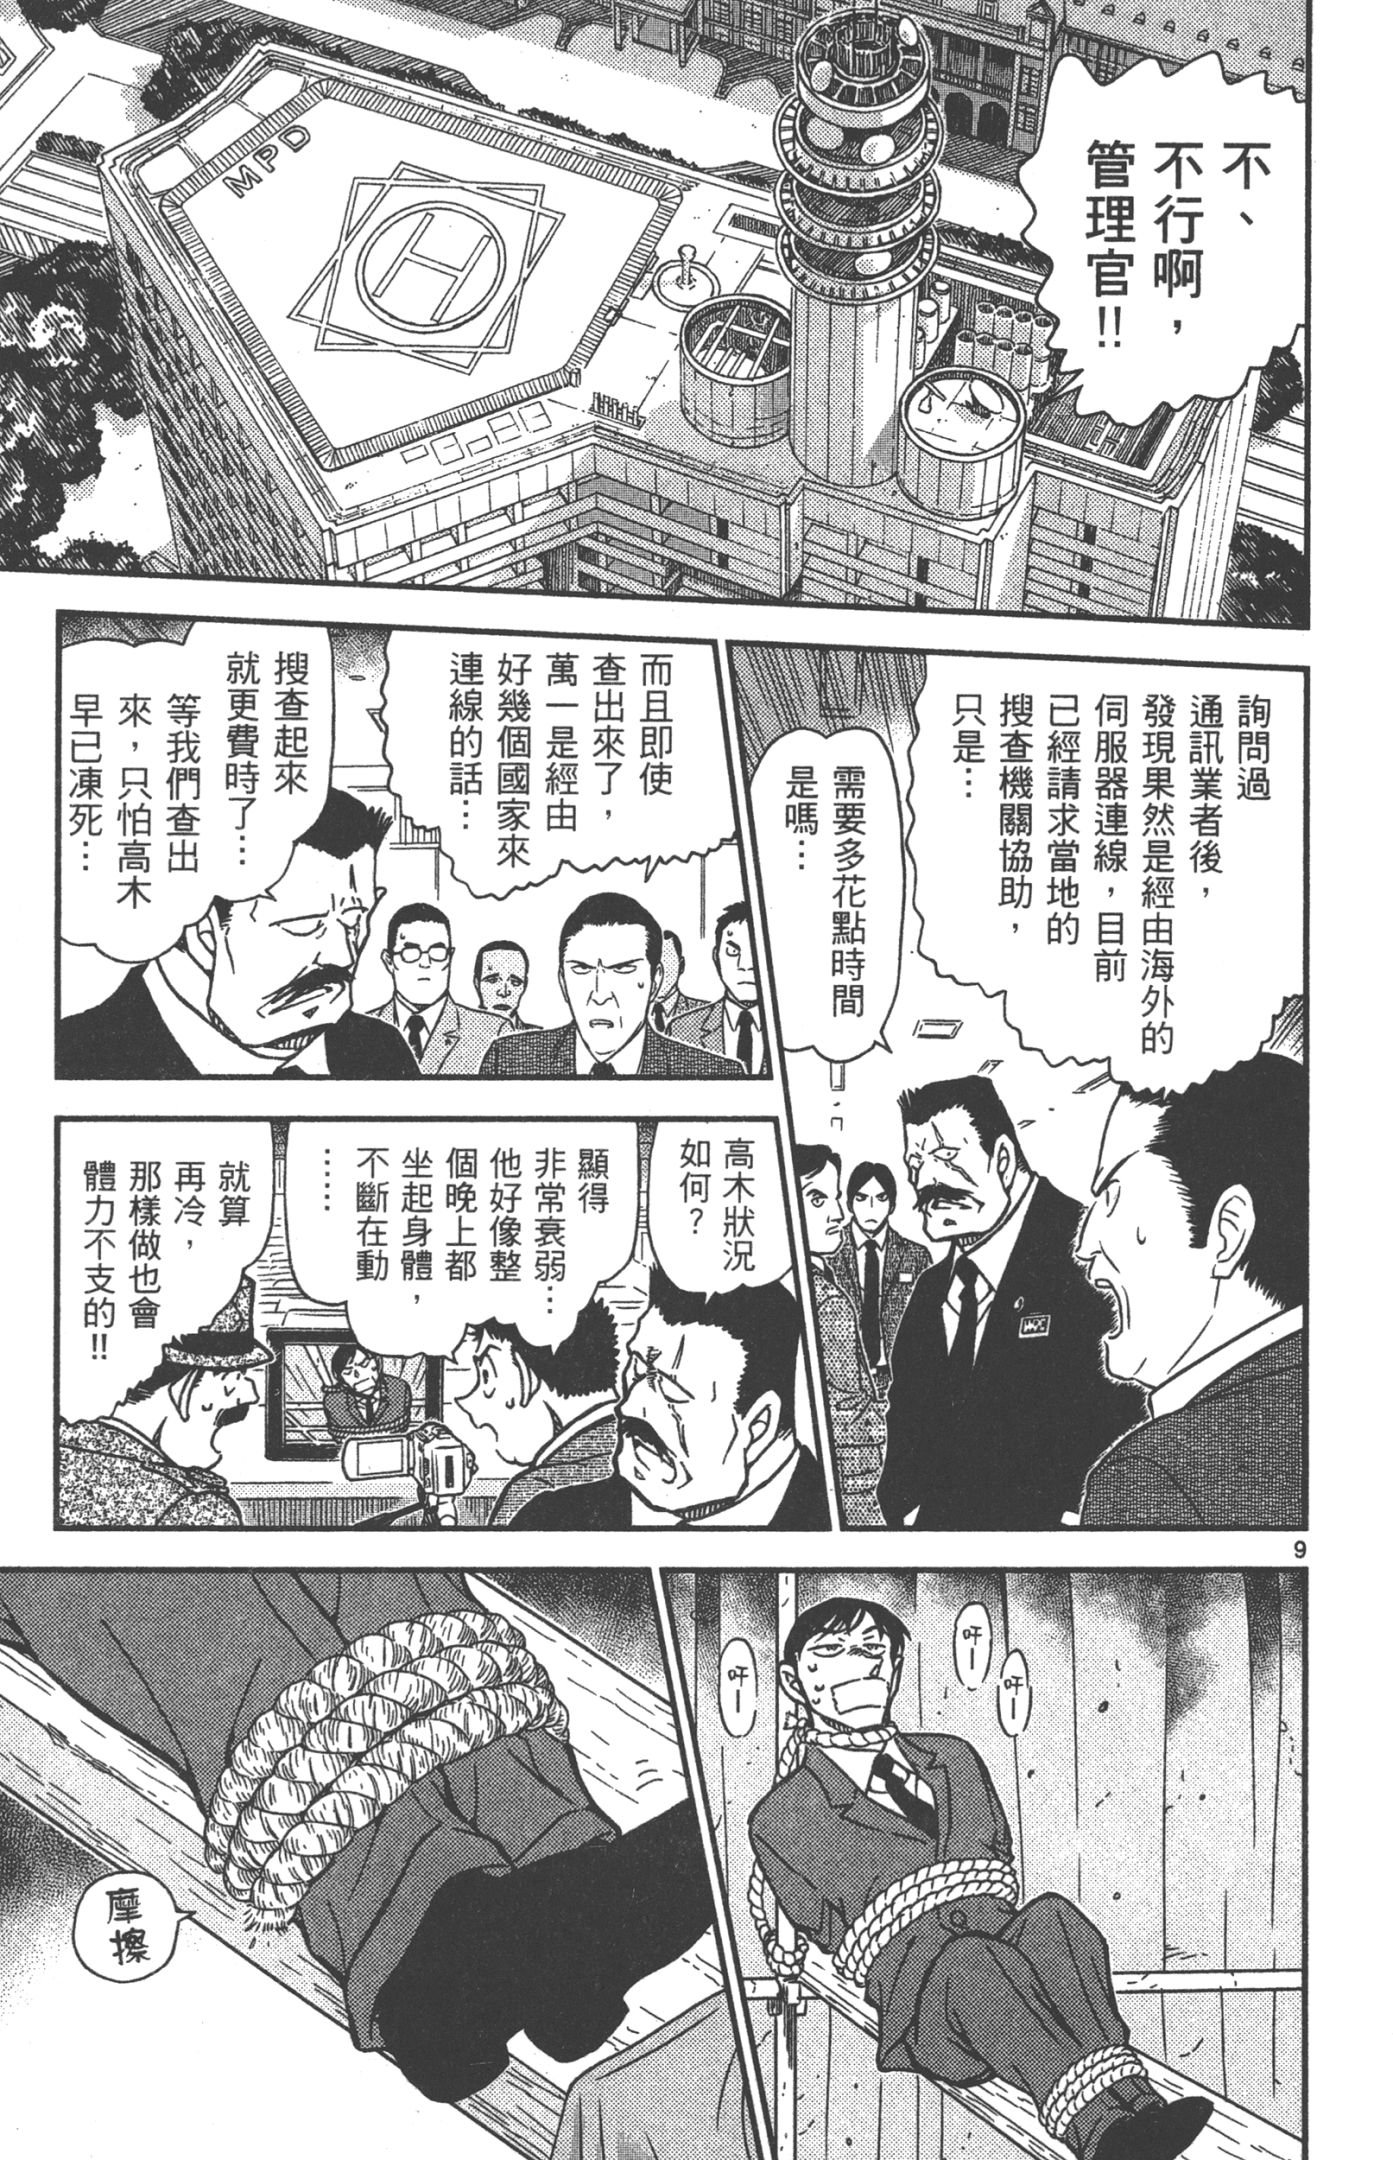 不、
不行啊，
管理官!!
MPD
H
詢問過
通訊業者後，
發現果然是經由海外的
伺服器連線，目前
已經請求當地的
搜查機關協助，
只是…
需要多花點時間
是嗎…
而且即使
查出來了，
萬一是經由
好幾個國家來
連線的話…
搜查起來
就更費時了…
等我們查出
來，只怕高木
早已凍死…
高木狀況
如何？
顯得
非常衰弱…
他好像整
個晚上都
坐起身體，
不斷在動
……
就算
再冷，
那樣做也會
體力不支的!!
9
吁—
吁—
吁—
摩擦